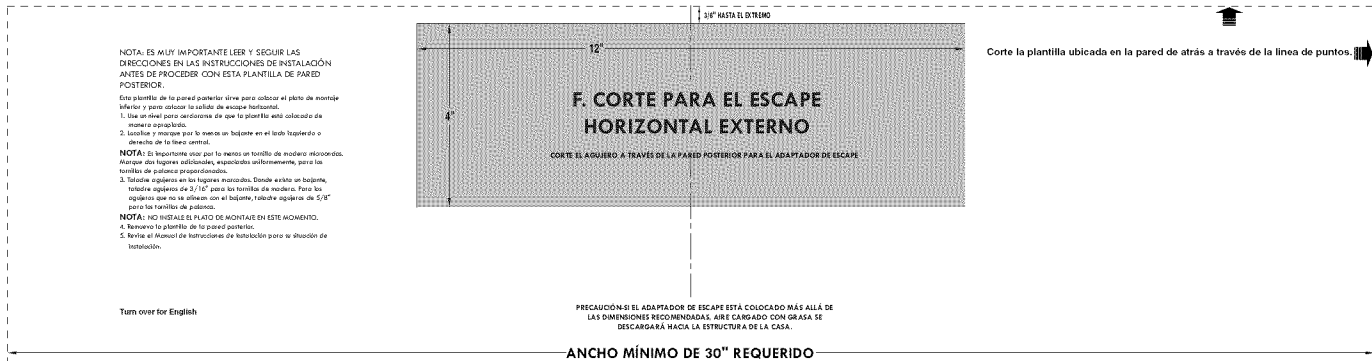 3/8" HASTA EL EXTREMO
NOTA: ES MUY IMPORTANTE LEER Y SEGUIR LAS
DIRECCIONES EN LAS INSTRUCCIONES DE INSTALACIÓN
ANTES DE PROCEDER CON ESTA PLANTILLA DE PARED
POSTERIOR.
Esta plantilla de la pared posterior sirve para colocar el plato de montaje
inferior y para colocar la salida de escape horizontal.
1. Use un nivel para cerciorarse de que la plantilla está colocada de
manera apropiada.
2. Localice y marque por lo menos un bajante en el lado izquierdo o
derecho de la línea central.
NOTA: Es importante usar por lo menos un tornillo de madera microondas.
Marque dos lugares adicionales, espaciados uniformemente, para los
tornillos de palanca proporcionados.
3. Taladre agujeros en los lugares marcados. Donde exista un bajante,
taladre agujeros de 3/16" para los tornillos de madera. Para los
agujeros que no se alinean con el bajante, taladre agujeros de 5/8"
para los tornillos de palanca.
NOTA: NO INSTALE EL PLATO DE MONTAJE EN ESTE MOMENTO.
4. Remueva la plantilla de la pared posterior.
5. Revise el Manual de Instrucciones de Instalación para su situación de
instalación.
Turn over for English
12"
4"
F. CORTE PARA EL ESCAPE
HORIZONTAL EXTERNO
CORTE EL AGUJERO A TRAVÉS DE LA PARED POSTERIOR PARA EL ADAPTADOR DE ESCAPE
Corte la plantilla ubicada en la pared de atrás a través de la linea de puntos.
PRECAUCIÓN-SI EL ADAPTADOR DE ESCAPE ESTÁ COLOCADO MÁS ALLÁ DE
LAS DIMENSIONES RECOMENDADAS, AIRE CARGADO CON GRASA SE
DESCARGARÁ HACIA LA ESTRUCTURA DE LA CASA.
ANCHO MÍNIMO DE 30" REQUERIDO